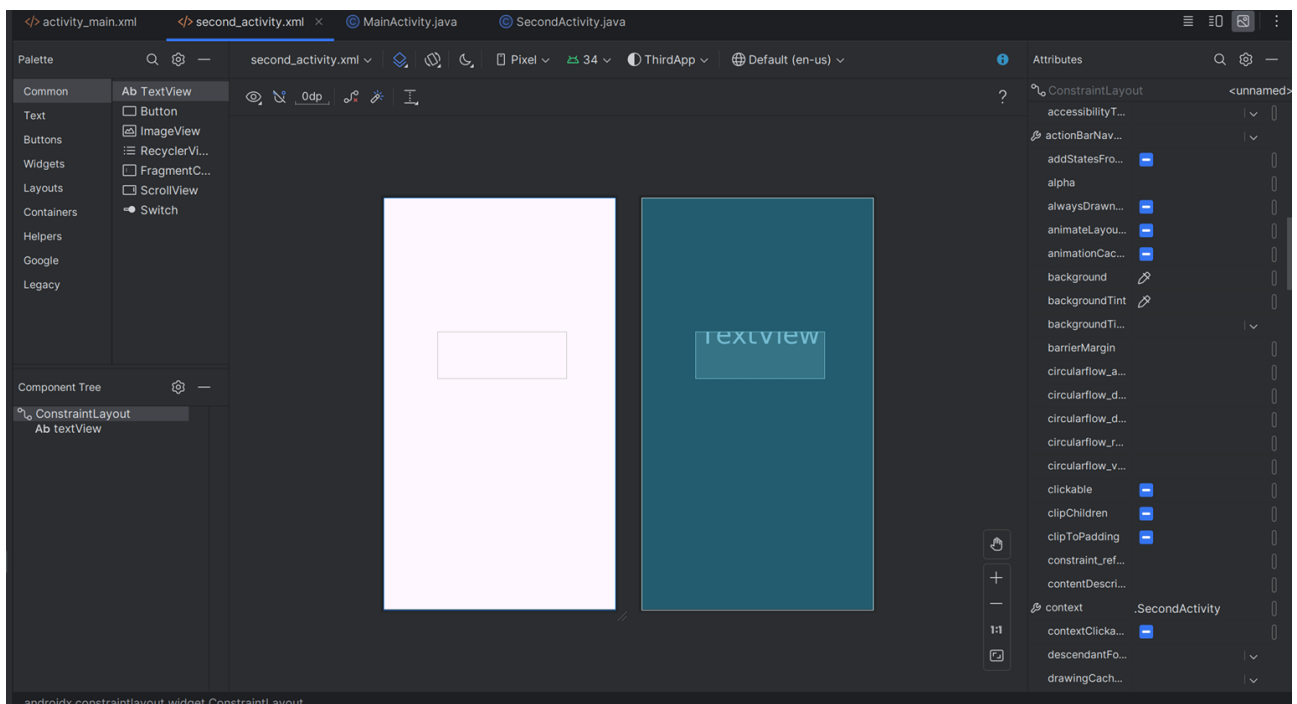 activity_main.xml
second_activity.xml
MainActivity.java
SecondActivity.java
Palette
second_activity.xml
Pixel
34
ThirdApp
Default (en-us)
Attributes
Common
Text
Buttons
Widgets
Layouts
Containers
Helpers
Google
Legacy
Ab TextView
Button
ImageView
RecyclerVi...
FragmentC...
ScrollView
Switch
0dp
?
ConstraintLayout
<unnamed>
accessibilityT...
actionBarNav...
addStatesFro...
alpha
alwaysDrawn...
animateLayou...
animationCac...
background
backgroundTint
backgroundTi...
barrierMargin
circularflow_a...
circularflow_d...
circularflow_d...
circularflow_r...
circularflow_v...
clickable
clipChildren
clipToPadding
constraint_ref...
contentDescri...
context .SecondActivity
contextClicka...
descendantFo...
drawingCach...
TextView
Component Tree
ConstraintLayout
Ab textView
1:1
androidx.constraintlayout.widget.ConstraintLayout